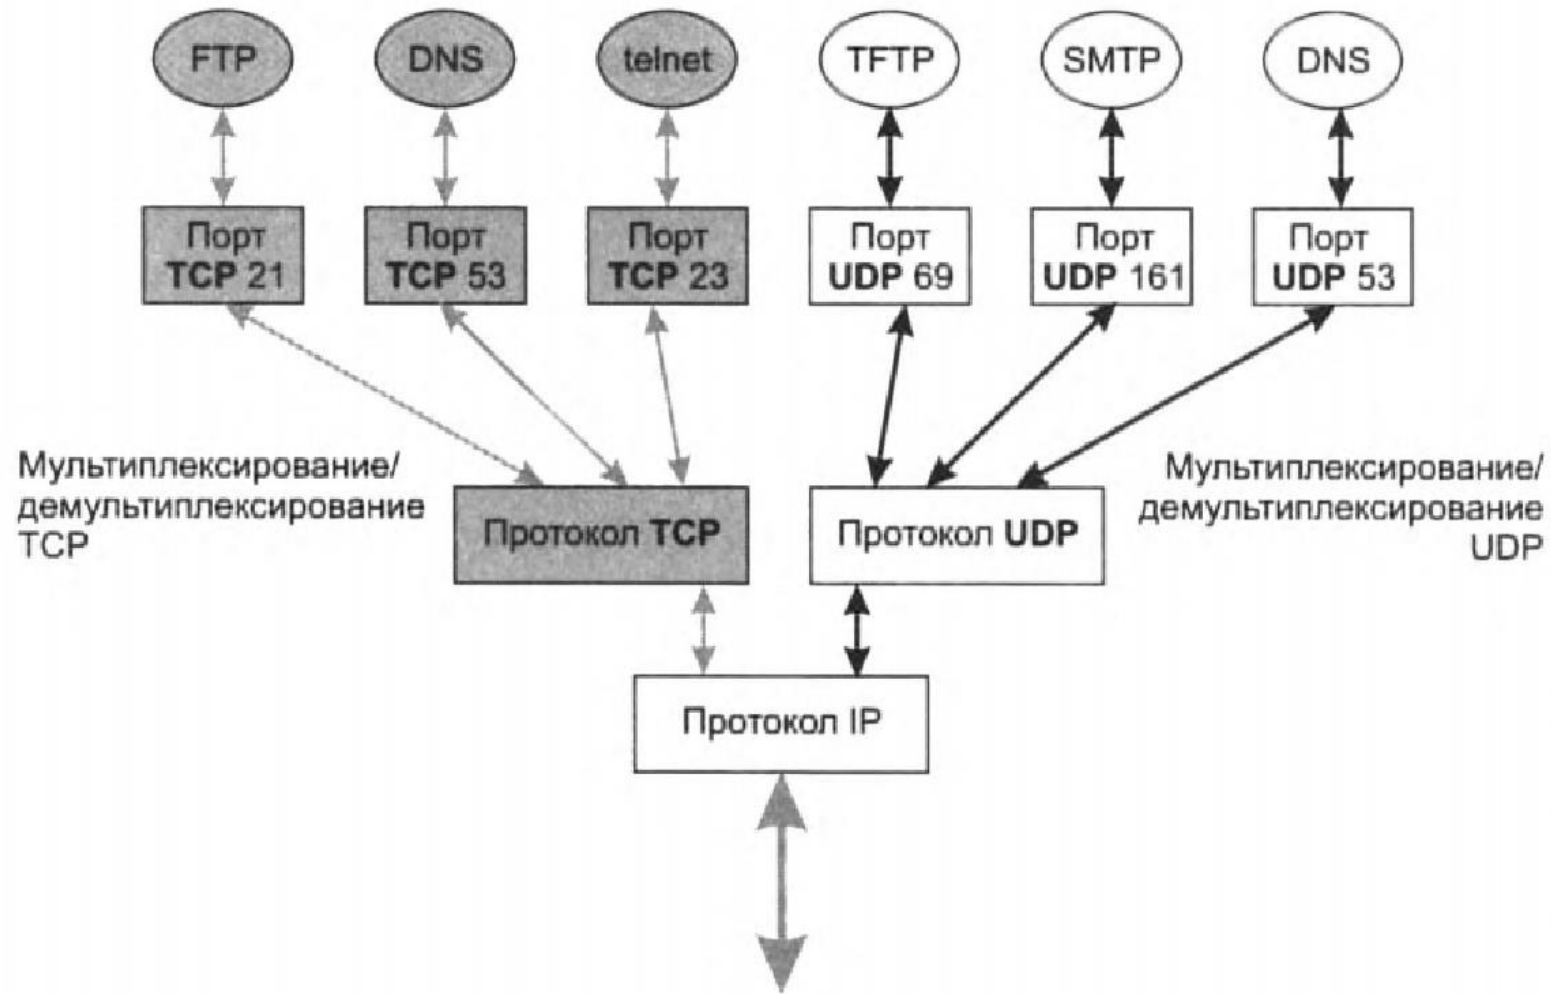 FTP
DNS
telnet
TFTP
SMTP
DNS
Порт
TCP 21
Порт
TCP 53
Порт
TCP 23
Порт
UDP 69
Порт
UDP 161
Порт
UDP 53
Мультиплексирование/
демультиплексирование
TCP
Мультиплексирование/
демультиплексирование
UDP
Протокол TCP
Протокол UDP
Протокол IP